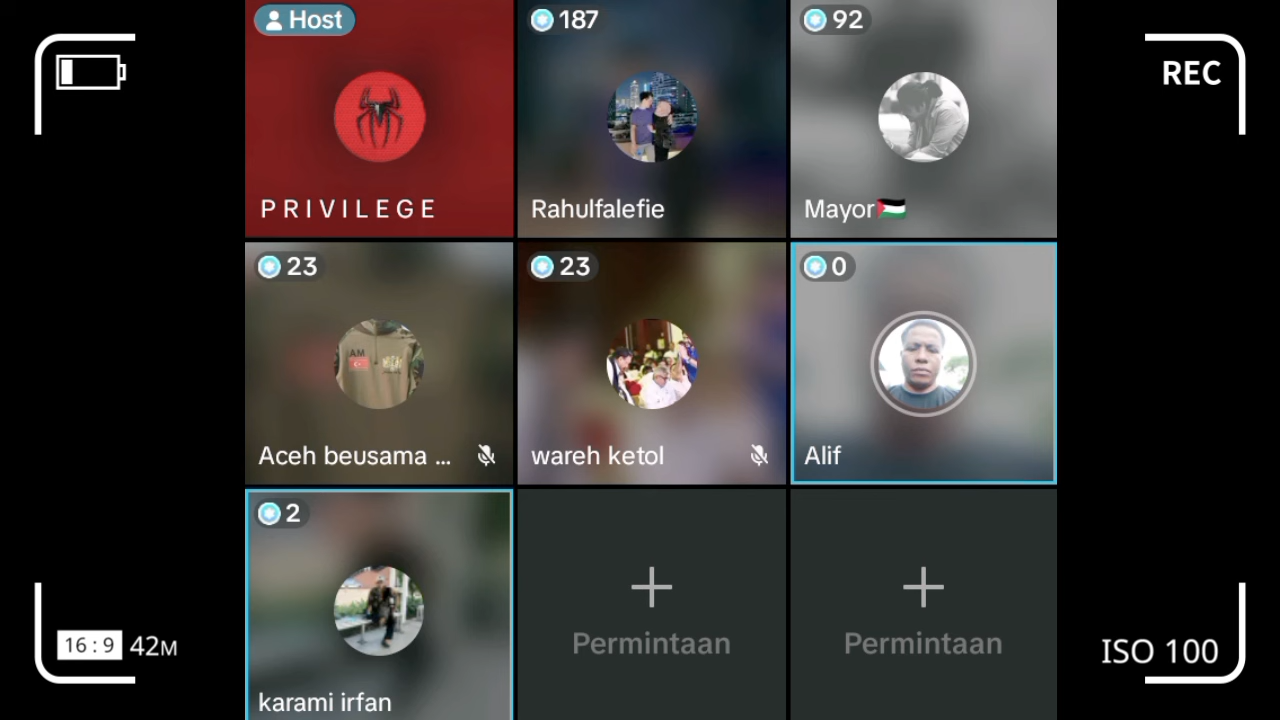 Host
187
92
REC
PRIVILEGE
Rahulfalefie
Mayor🇵🇸
23
23
0
AM
Aceh beusama ...
wareh ketol
Alif
2
Permintaan
Permintaan
16:9 42M
ISO 100
karami irfan